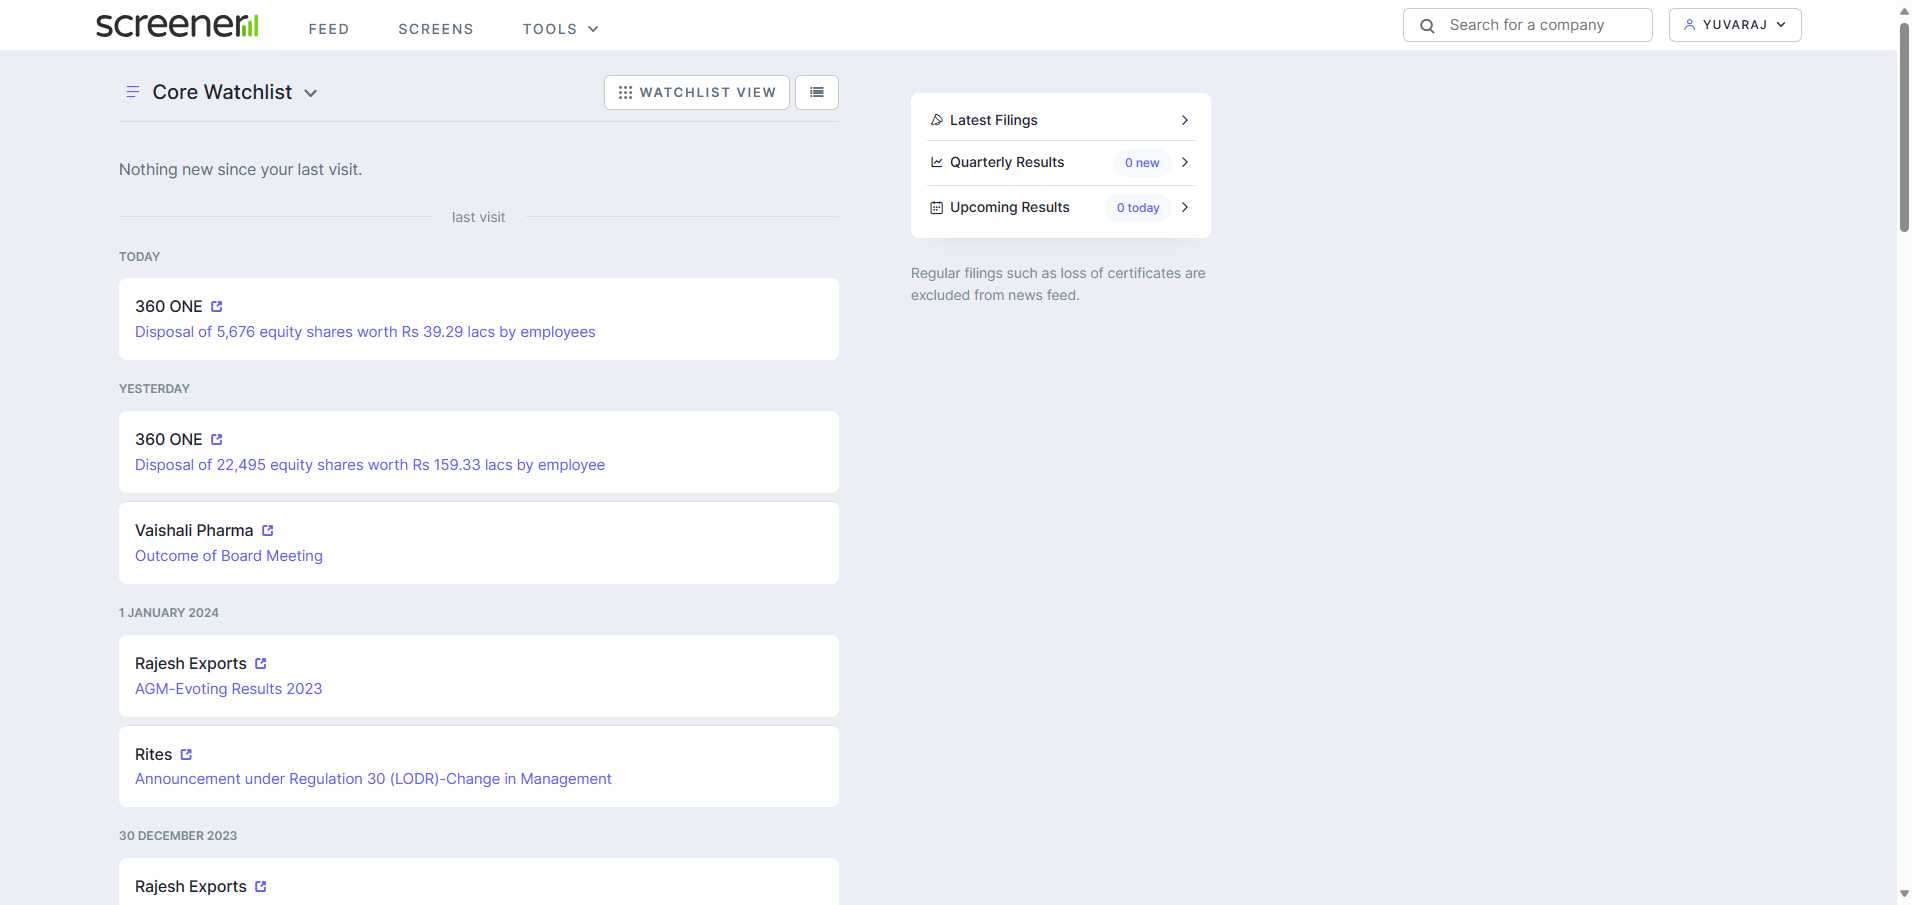 screener
FEED
SCREENS
TOOLS
Search for a company
YUVARAJ
Core Watchlist
WATCHLIST VIEW
Nothing new since your last visit.
last visit
TODAY
360 ONE
Disposal of 5,676 equity shares worth Rs 39.29 lacs by employees
YESTERDAY
360 ONE
Disposal of 22,495 equity shares worth Rs 159.33 lacs by employee
Vaishali Pharma
Outcome of Board Meeting
1 JANUARY 2024
Rajesh Exports
AGM-Evoting Results 2023
Rites
Announcement under Regulation 30 (LODR)-Change in Management
30 DECEMBER 2023
Rajesh Exports
Latest Filings
Quarterly Results 0 new
Upcoming Results 0 today
Regular filings such as loss of certificates are
excluded from news feed.